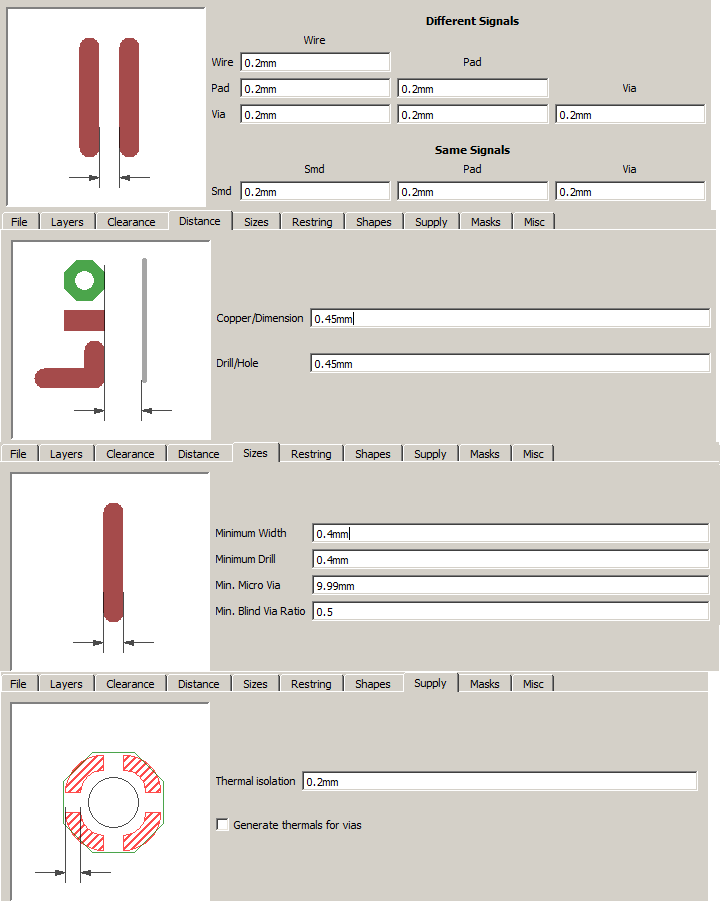 Different Signals
Wire
Wire 0.2mm Pad
Pad 0.2mm 0.2mm Via
Via 0.2mm 0.2mm 0.2mm
Same Signals
Smd Pad Via
Smd 0.2mm 0.2mm 0.2mm
File Layers Clearance Distance Sizes Restring Shapes Supply Masks Misc
Copper/Dimension 0.45mm
Drill/Hole 0.45mm
File Layers Clearance Distance Sizes Restring Shapes Supply Masks Misc
Minimum Width 0.4mm
Minimum Drill 0.4mm
Min. Micro Via 9.99mm
Min. Blind Via Ratio 0.5
File Layers Clearance Distance Sizes Restring Shapes Supply Masks Misc
Thermal isolation 0.2mm
Generate thermals for vias